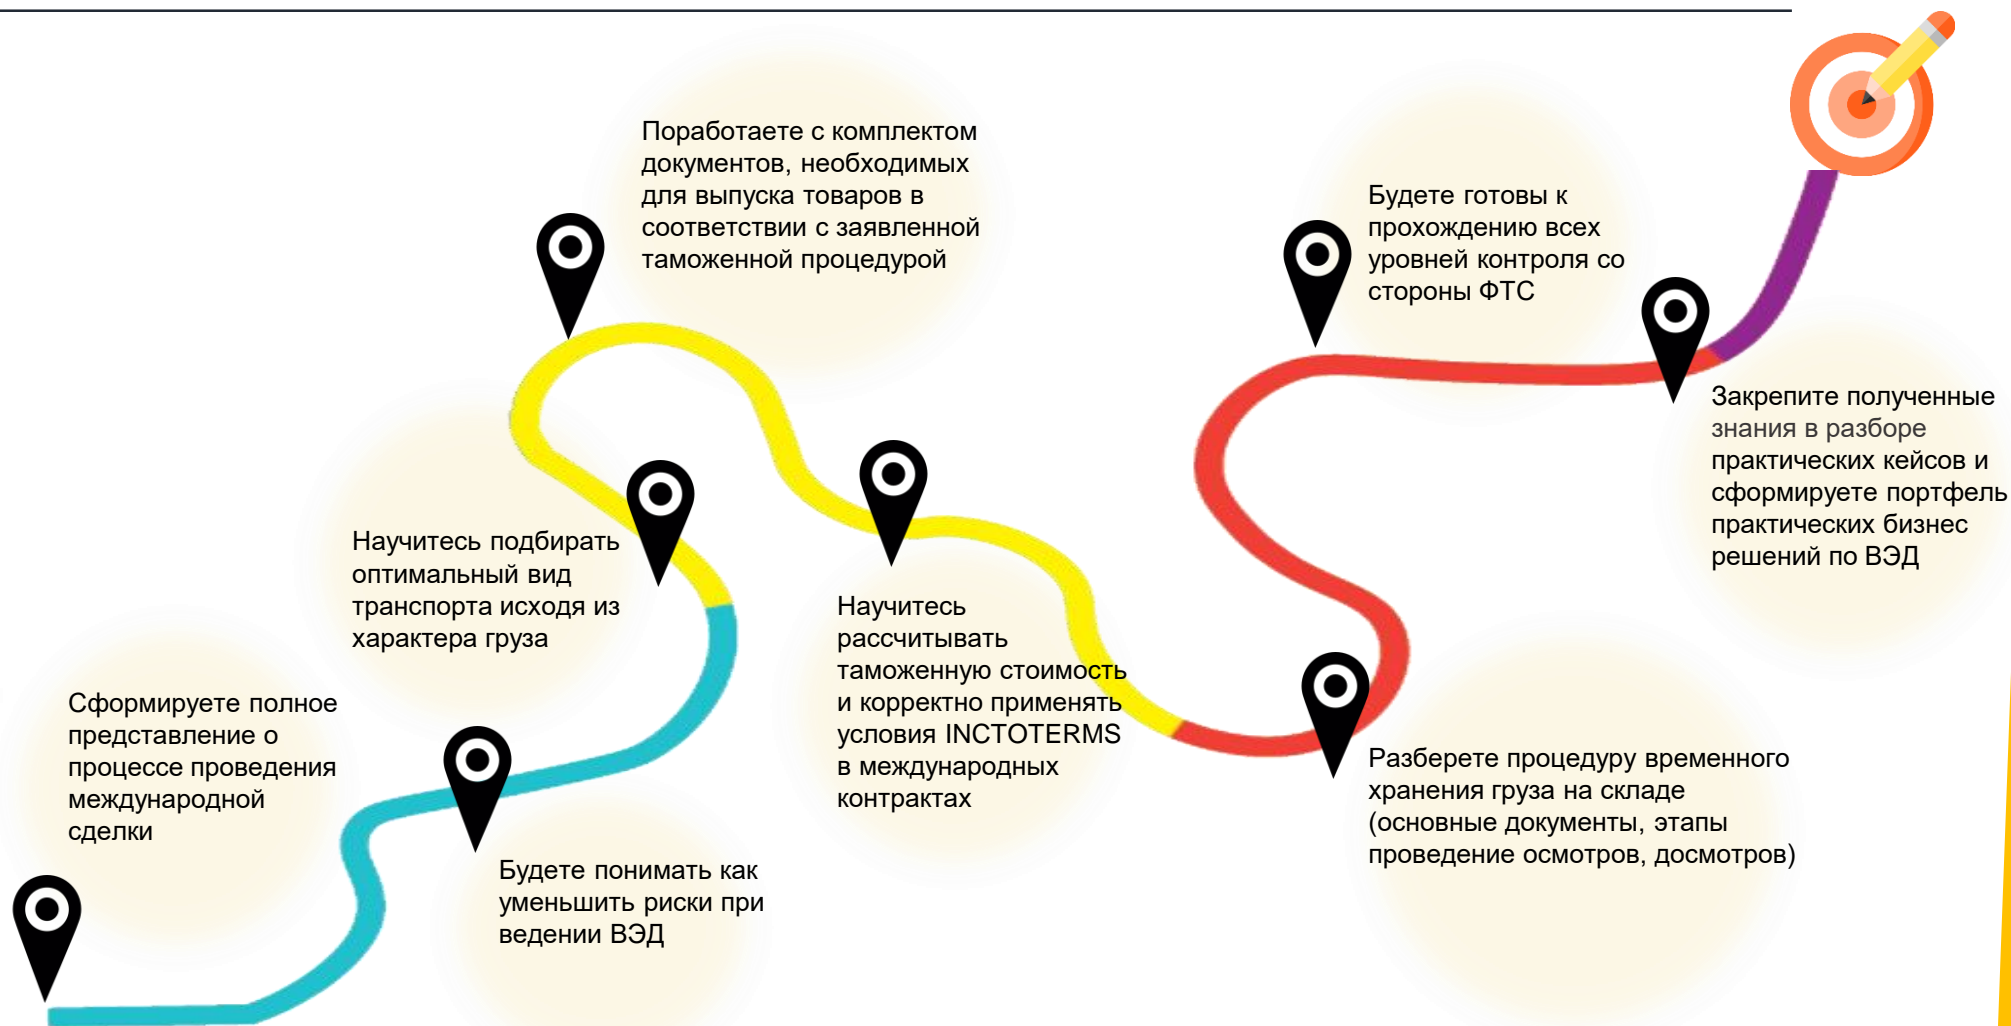 Сформируете полное
представление о
процессе проведения
международной
сделки
Будете понимать как
уменьшить риски при
ведении ВЭД
Научитесь подбирать
оптимальный вид
транспорта исходя из
характера груза
Поработаете с комплектом
документов, необходимых
для выпуска товаров в
соответствии с заявленной
таможенной процедурой
Научитесь
рассчитывать
таможенную стоимость
и корректно применять
условия INCTOTERMS
в международных
контрактах
Разберете процедуру временного
хранения груза на складе
(основные документы, этапы
проведение осмотров, досмотров)
Будете готовы к
прохождению всех
уровней контроля со
стороны ФТС
Закрепите полученные
знания в разборе
практических кейсов и
сформируете портфель
практических бизнес
решений по ВЭД